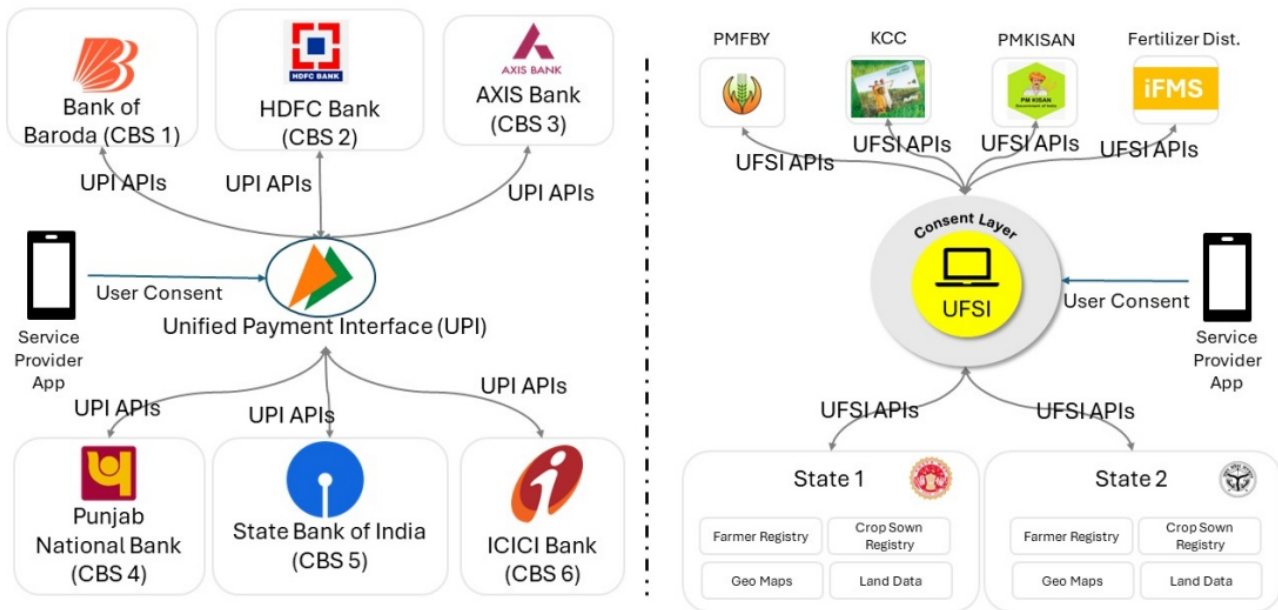 HDFC BANK
AXIS BANK
Bank of
Baroda (CBS 1)
HDFC Bank
(CBS 2)
AXIS Bank
(CBS 3)
UPI APIs
UPI APIs
UPI APIs
User Consent
Service
Provider
App
Unified Payment Interface (UPI)
UPI APIs
UPI APIs
UPI APIs
Punjab
National Bank
(CBS 4)
State Bank of India
(CBS 5)
ICICI Bank
(CBS 6)
PMFBY
KCC
PMKISAN
Fertilizer Dist.
PM KISAN
Government of India
iFMS
UFSI APIs
UFSI APIs
UFSI APIs
UFSI APIs
Consent Layer
UFSI
User Consent
Service
Provider
App
UFSI APIs
UFSI APIs
State 1
Farmer Registry
Crop Sown
Registry
Geo Maps
Land Data
State 2
Farmer Registry
Crop Sown
Registry
Geo Maps
Land Data